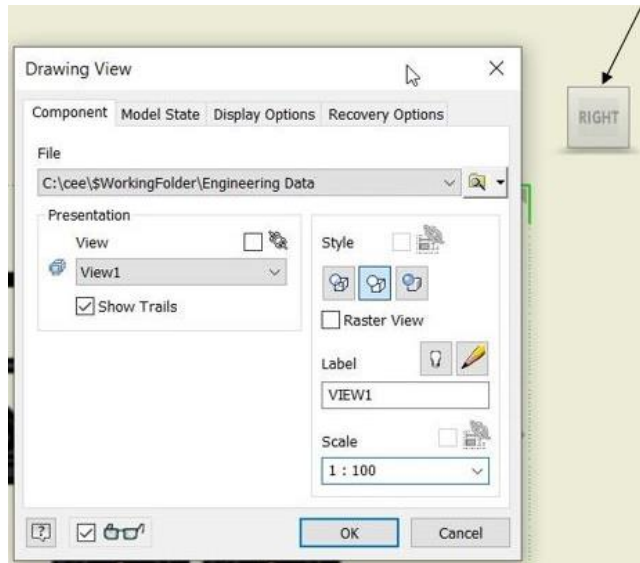 Drawing View
RIGHT
Component Model State Display Options Recovery Options
File
C:\cee\$WorkingFolder\Engineering Data
Presentation
View
View1
Show Trails
Style
Raster View
Label
VIEW1
Scale
1 : 100
?
OK Cancel